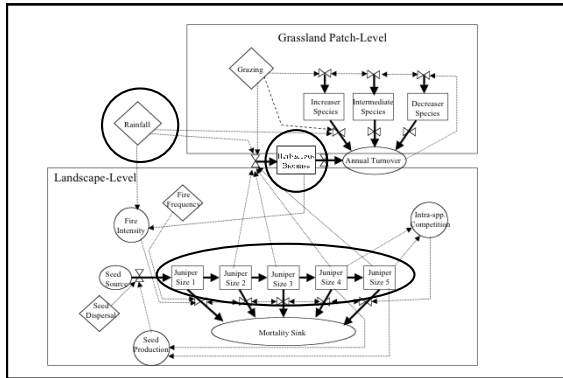 Grassland Patch-Level
Grazing
Increaser
Species
Intermediate
Species
Decreaser
Species
Rainfall
Annual Turnover
Landscape-Level
Fire
Frequency
Fire
Intensity
Intra-spp.
Competition
Seed
Source
Juniper
Size 1
Juniper
Size 2
Juniper
Size 3
Juniper
Size 4
Juniper
Size 5
Seed
Dispersal
Mortality Sink
Seed
Production